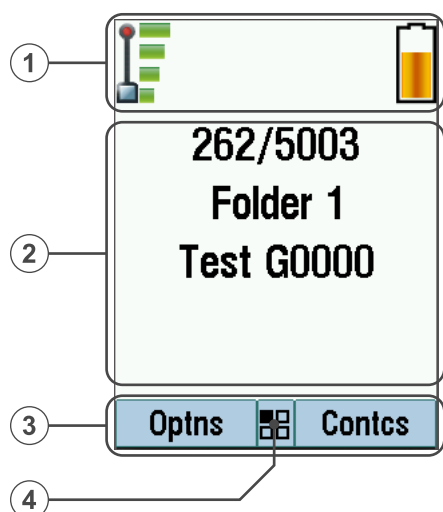 1
262/5003
Folder 1
Test G0000
2
3
Optns Contcs
4